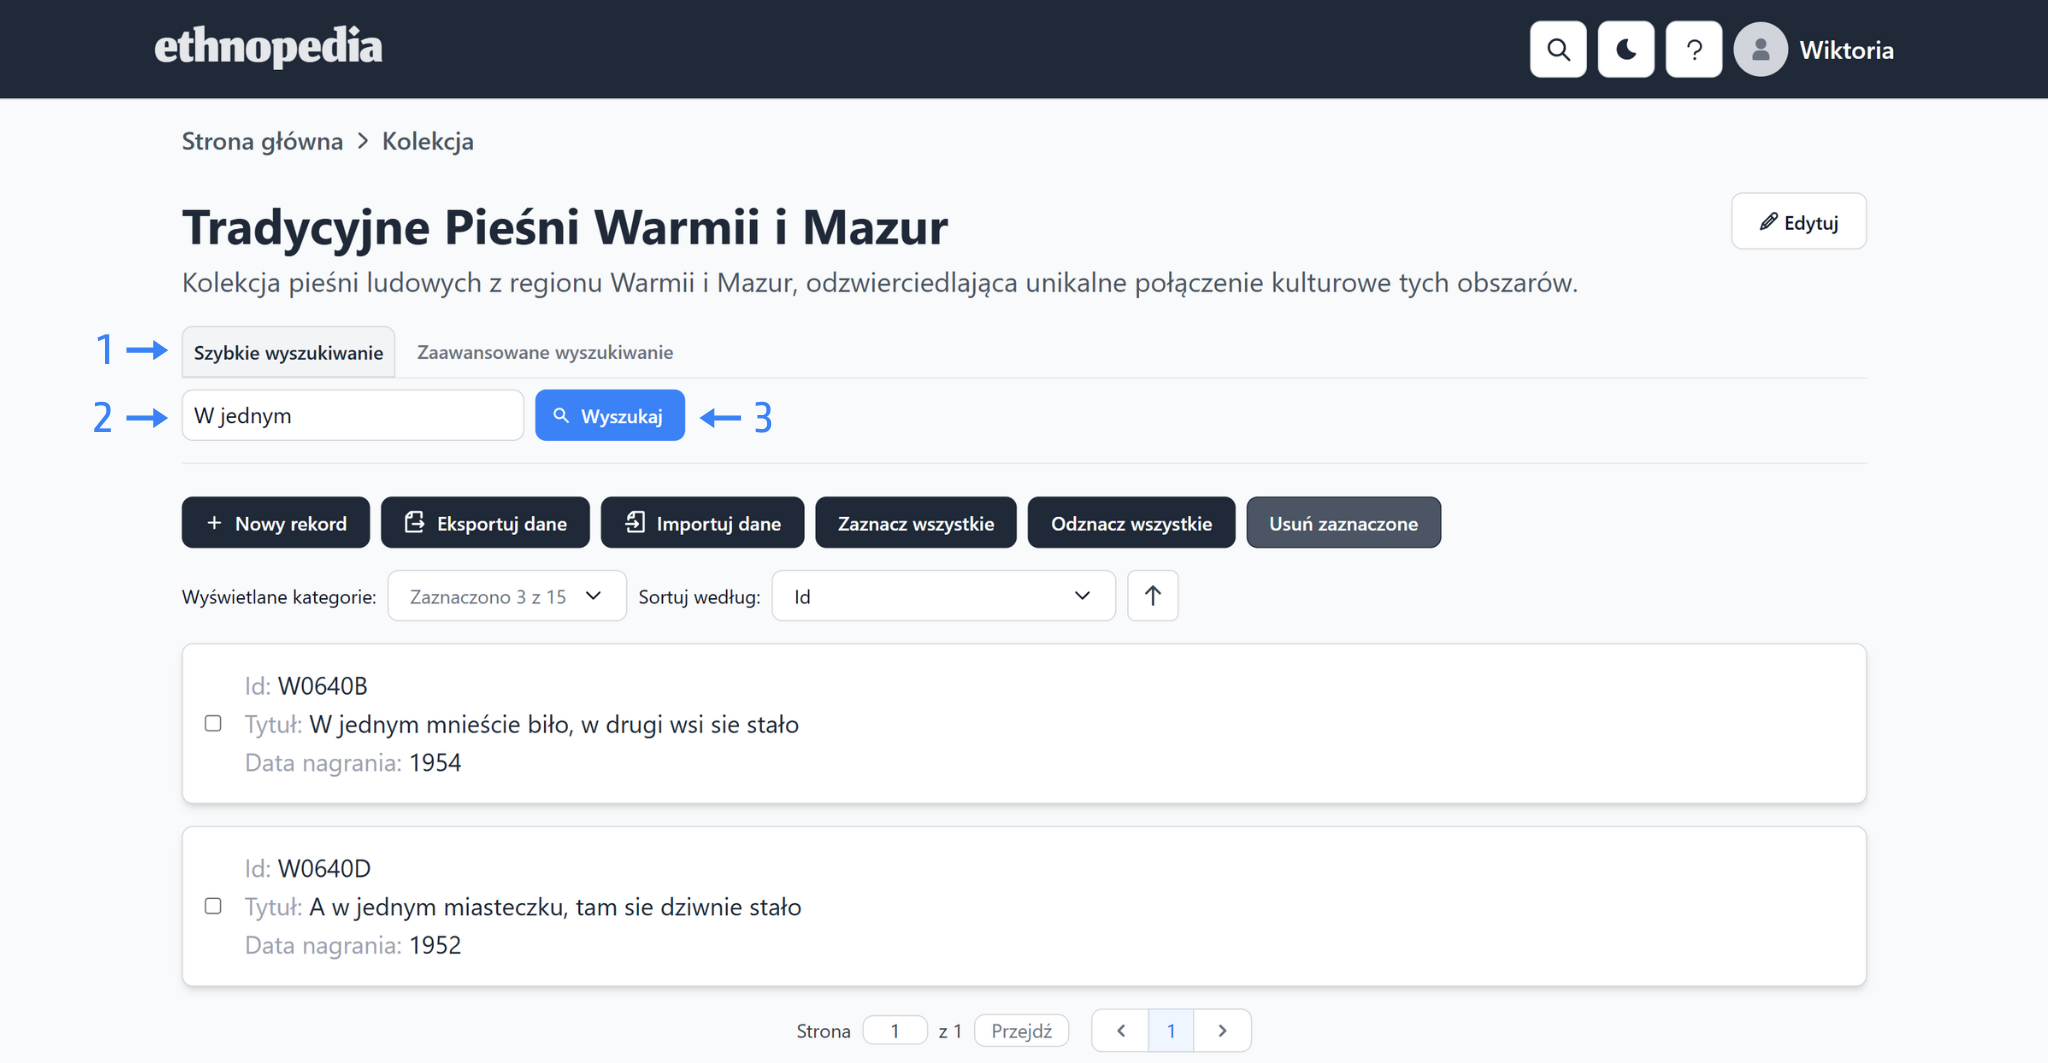 ethnopedia
Wiktoria
Strona główna > Kolekcja
Tradycyjne Pieśni Warmii i Mazur
Edytuj
Kolekcja pieśni ludowych z regionu Warmii i Mazur, odzwierciedlająca unikalne połączenie kulturowe tych obszarów.
1 → Szybkie wyszukiwanie Zaawansowane wyszukiwanie
2 → W jednym Wyszukaj ← 3
+ Nowy rekord Eksportuj dane Importuj dane Zaznacz wszystkie Odznacz wszystkie Usuń zaznaczone
Wyświetlane kategorie: Zaznaczono 3 z 15 Sortuj według: Id ↑
Id: W0640B
Tytuł: W jednym mnieście biło, w drugi wsi sie stało
Data nagrania: 1954
Id: W0640D
Tytuł: A w jednym miasteczku, tam sie dziwnie stało
Data nagrania: 1952
Strona 1 z 1 Przejdź < 1 >